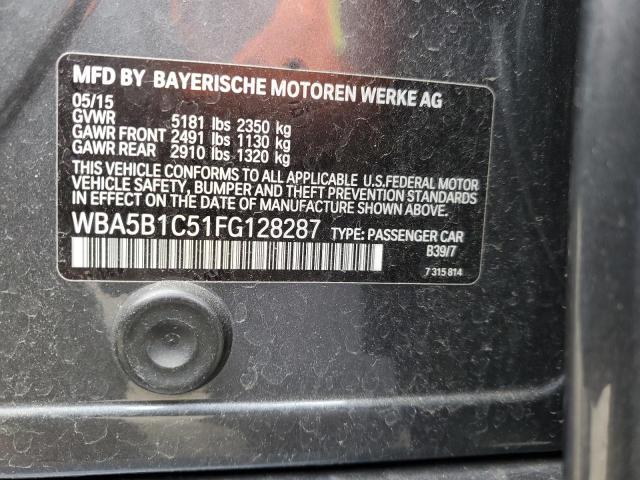 MFD BY BAYERISCHE MOTOREN WERKE AG
05/15
GVWR 5181 lbs 2350 kg
GAWR FRONT 2491 lbs 1130 kg
GAWR REAR 2910 lbs 1320 kg
THIS VEHICLE CONFORMS TO ALL APPLICABLE U.S.FEDERAL MOTOR
VEHICLE SAFETY, BUMPER AND THEFT PREVENTION STANDARDS
IN EFFECT ON THE DATE OF MANUFACTURE SHOWN ABOVE.
WBA5B1C51FG128287 TYPE: PASSENGER CAR
B39/7
7 315 814